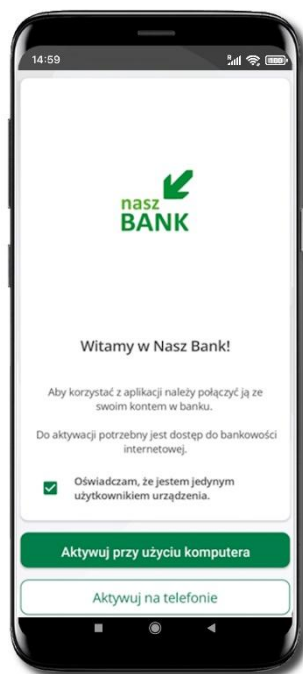 14:59
nasz
BANK
Witamy w Nasz Bank!
Aby korzystać z aplikacji należy połączyć ją ze
swoim kontem w banku.
Do aktywacji potrzebny jest dostęp do bankowości
internetowej.
Oświadczam, że jestem jedynym
użytkownikiem urządzenia.
Aktywuj przy użyciu komputera
Aktywuj na telefonie